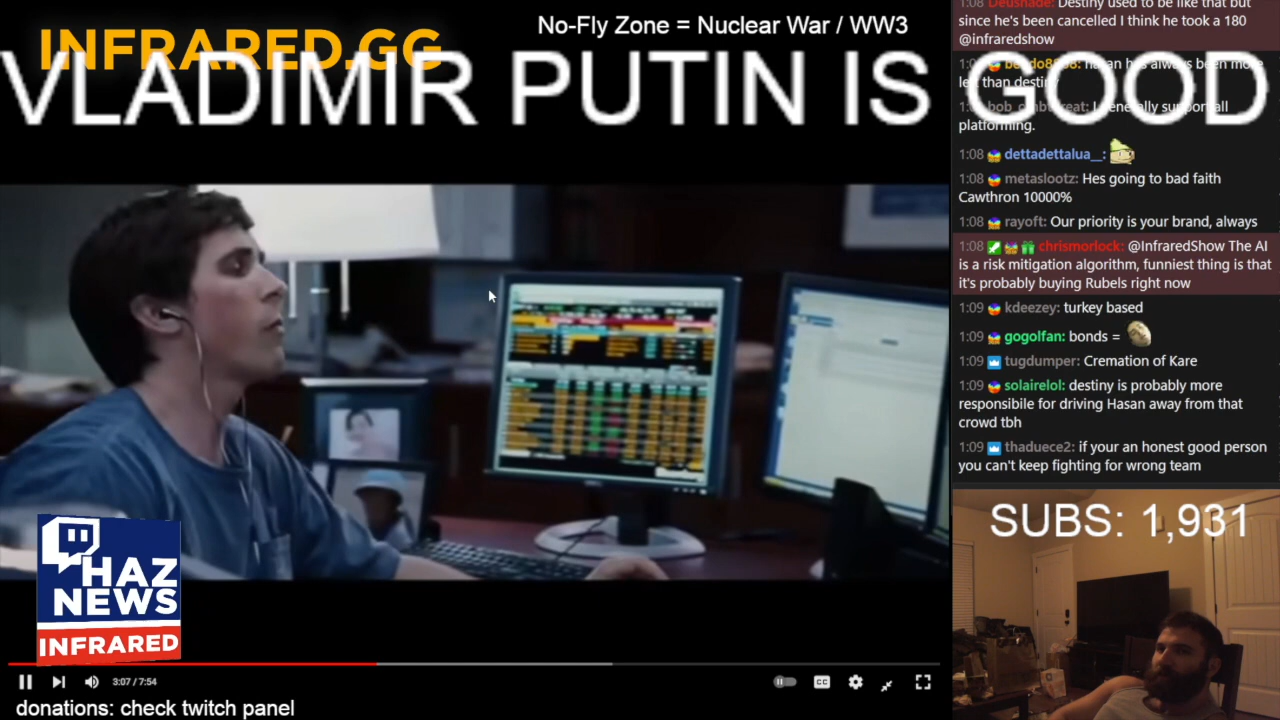 No-Fly Zone = Nuclear War / WW3
INFRARED.GG
VLADIMIR PUTIN IS GOOD
HAZ
NEWS
INFRARED
3:07 / 7:54
CC
donations: check twitch panel
1:08 Deushade: Destiny used to be like that but
since he's been cancelled I think he took a 180
@infraredshow
hasan has always been more
left than destiny
I generally support all
platforming.
1:08 dettadettalua__:
1:08 metaslootz: Hes going to bad faith
Cawthron 10000%
1:08 rayoft: Our priority is your brand, always
1:08 chrismorlock: @InfraredShow The AI
is a risk mitigation algorithm, funniest thing is that
it's probably buying Rubels right now
1:09 kdeezey: turkey based
1:09 gogolfan: bonds =
1:09 tugdumper: Cremation of Kare
1:09 solairelol: destiny is probably more
responsibile for driving Hasan away from that
crowd tbh
1:09 thaduece2: if your an honest good person
you can't keep fighting for wrong team
SUBS: 1,931